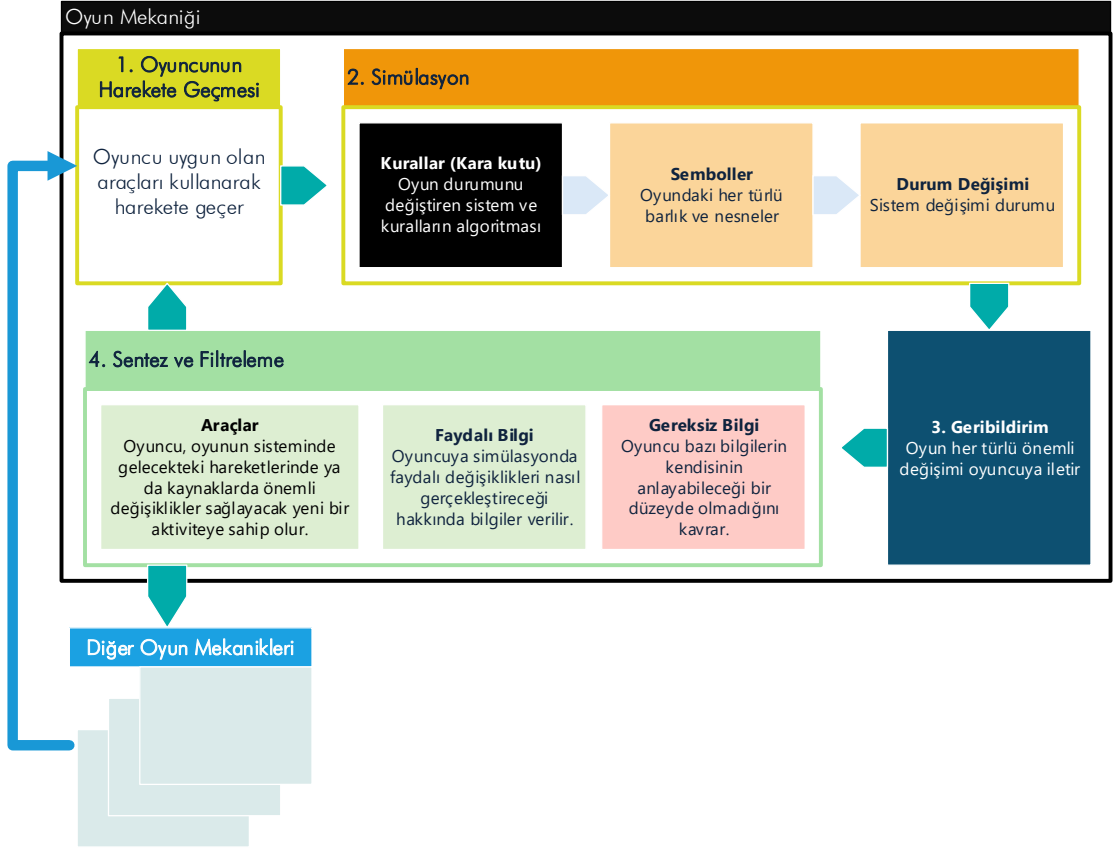 Oyun Mekaniği
1. Oyuncunun
Harekete Geçmesi
Oyuncu uygun olan
araçları kullanarak
harekete geçer
2. Simülasyon
Kurallar (Kara kutu)
Oyun durumunu
değiştiren sistem ve
kuralların algoritması
Semboller
Oyundaki her türlü
barlık ve nesneler
Durum Değişimi
Sistem değişimi durumu
3. Geribildirim
Oyun her türlü önemli
değişimi oyuncuya iletir
4. Sentez ve Filtreleme
Araçlar
Oyuncu, oyunun sisteminde
gelecekteki hareketlerinde ya
da kaynaklarda önemli
değişiklikler sağlayacak yeni bir
aktiviteye sahip olur.
Faydalı Bilgi
Oyuncuya simülasyonda
faydalı değişiklikleri nasıl
gerçekleştireceği
hakkında bilgiler verilir.
Gereksiz Bilgi
Oyuncu bazı bilgilerin
kendisinin
anlayabileceği bir
düzeyde olmadığını
kavrar.
Diğer Oyun Mekanikleri